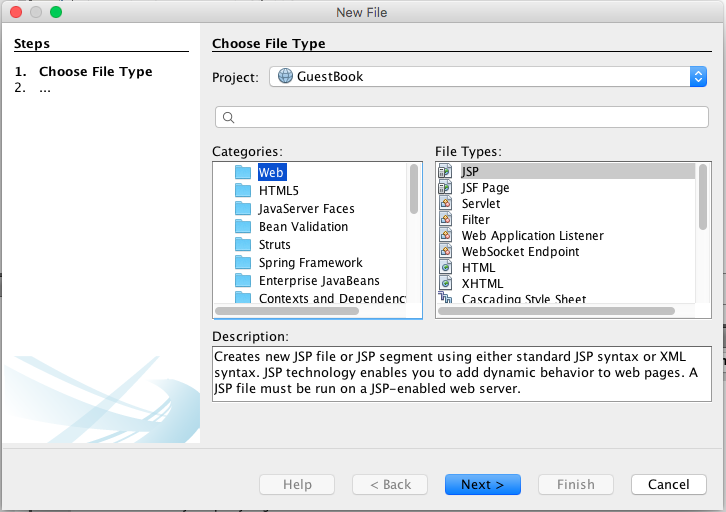 New File
Steps
1. Choose File Type
2. ...
Choose File Type
Project: GuestBook
Categories:
Web
HTML5
JavaServer Faces
Bean Validation
Struts
Spring Framework
Enterprise JavaBeans
Contexts and Dependenc
File Types:
JSP
JSF Page
Servlet
Filter
Web Application Listener
WebSocket Endpoint
HTML
XHTML
Cascading Style Sheet
Description:
Creates new JSP file or JSP segment using either standard JSP syntax or XML
syntax. JSP technology enables you to add dynamic behavior to web pages. A
JSP file must be run on a JSP-enabled web server.
Help
< Back
Next >
Finish
Cancel